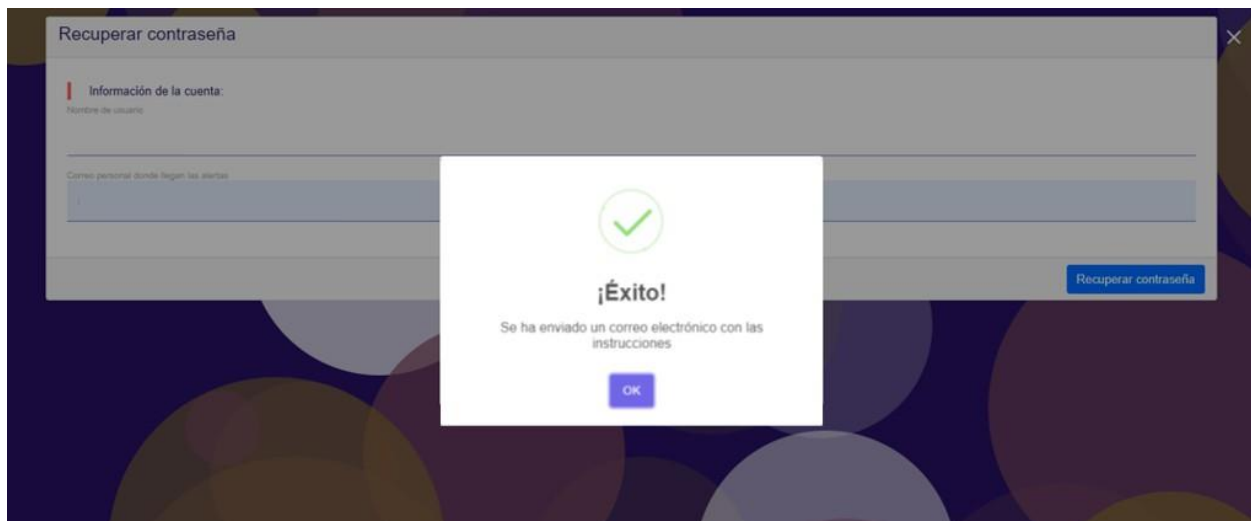 Recuperar contraseña
Información de la cuenta:
Nombre de usuario
Correo personal donde llegan las alertas
Recuperar contraseña
¡Éxito!
Se ha enviado un correo electrónico con las
instrucciones
OK